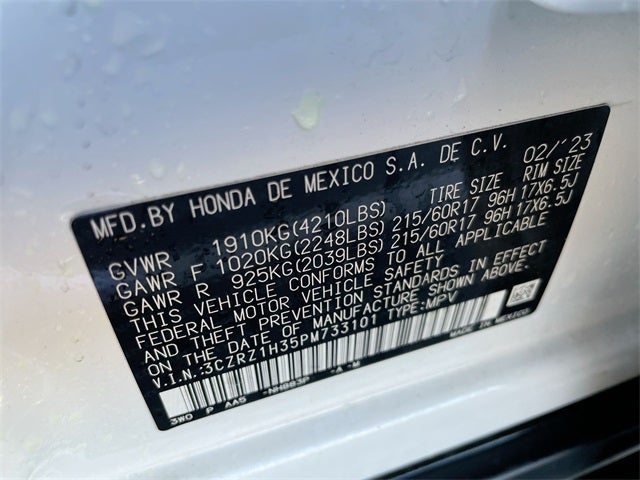 MFD. BY HONDA DE MEXICO S.A. DE C.V. 02/'23
TIRE SIZE RIM SIZE
GVWR 1910KG(4210LBS)
GAWR F 1020KG(2248LBS) 215/60R17 96H 17X6.5J
GAWR R 925KG(2039LBS) 215/60R17 96H 17X6.5J
THIS VEHICLE CONFORMS TO ALL APPLICABLE
FEDERAL MOTOR VEHICLE SAFETY
AND THEFT PREVENTION STANDARDS IN EFFECT
ON THE DATE OF MANUFACTURE SHOWN ABOVE.
V.I.N.:3CZRZ1H35PM733101 TYPE:MPV
MADE IN MEXICO
3W0 P AA5 -NH883P -A -M